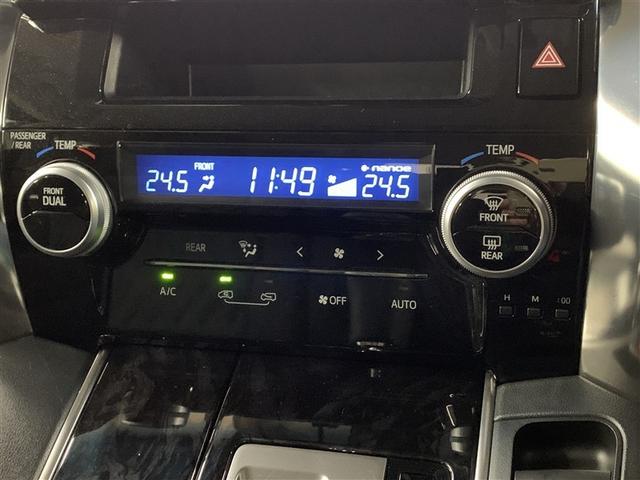 PASSENGER
/REAR
TEMP
FRONT
DUAL
24.5
FRONT
11:49
nanoe
24.5
TEMP
FRONT
REAR
REAR
A/C
OFF
AUTO
H
M
:00